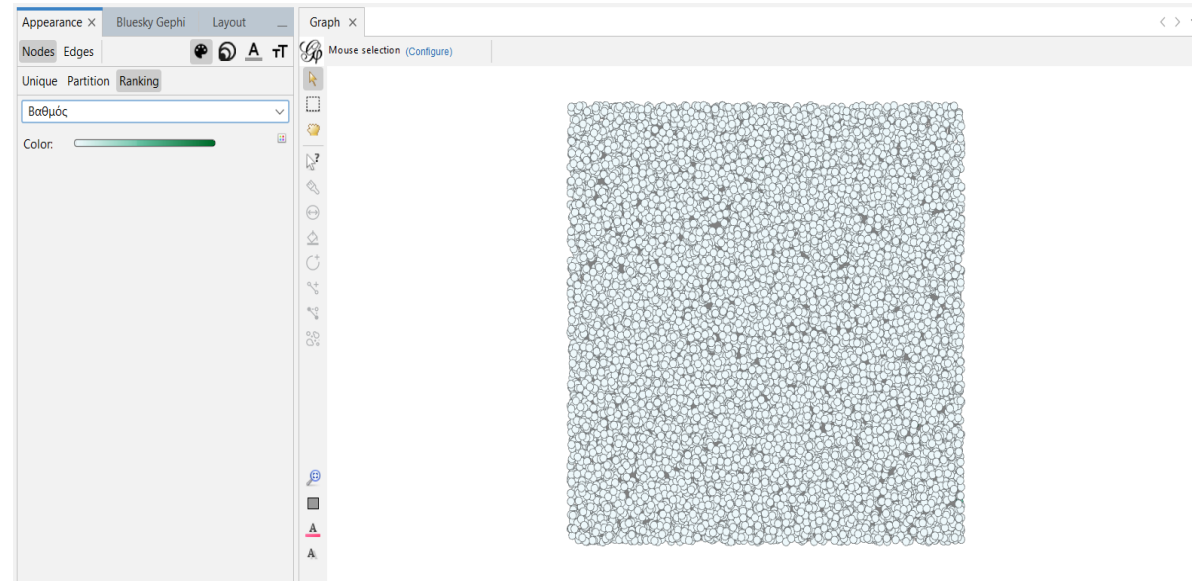 Appearance Bluesky Gephi Layout
Graph
Nodes Edges
Mouse selection (Configure)
Unique Partition Ranking
Βαθμός
Color: